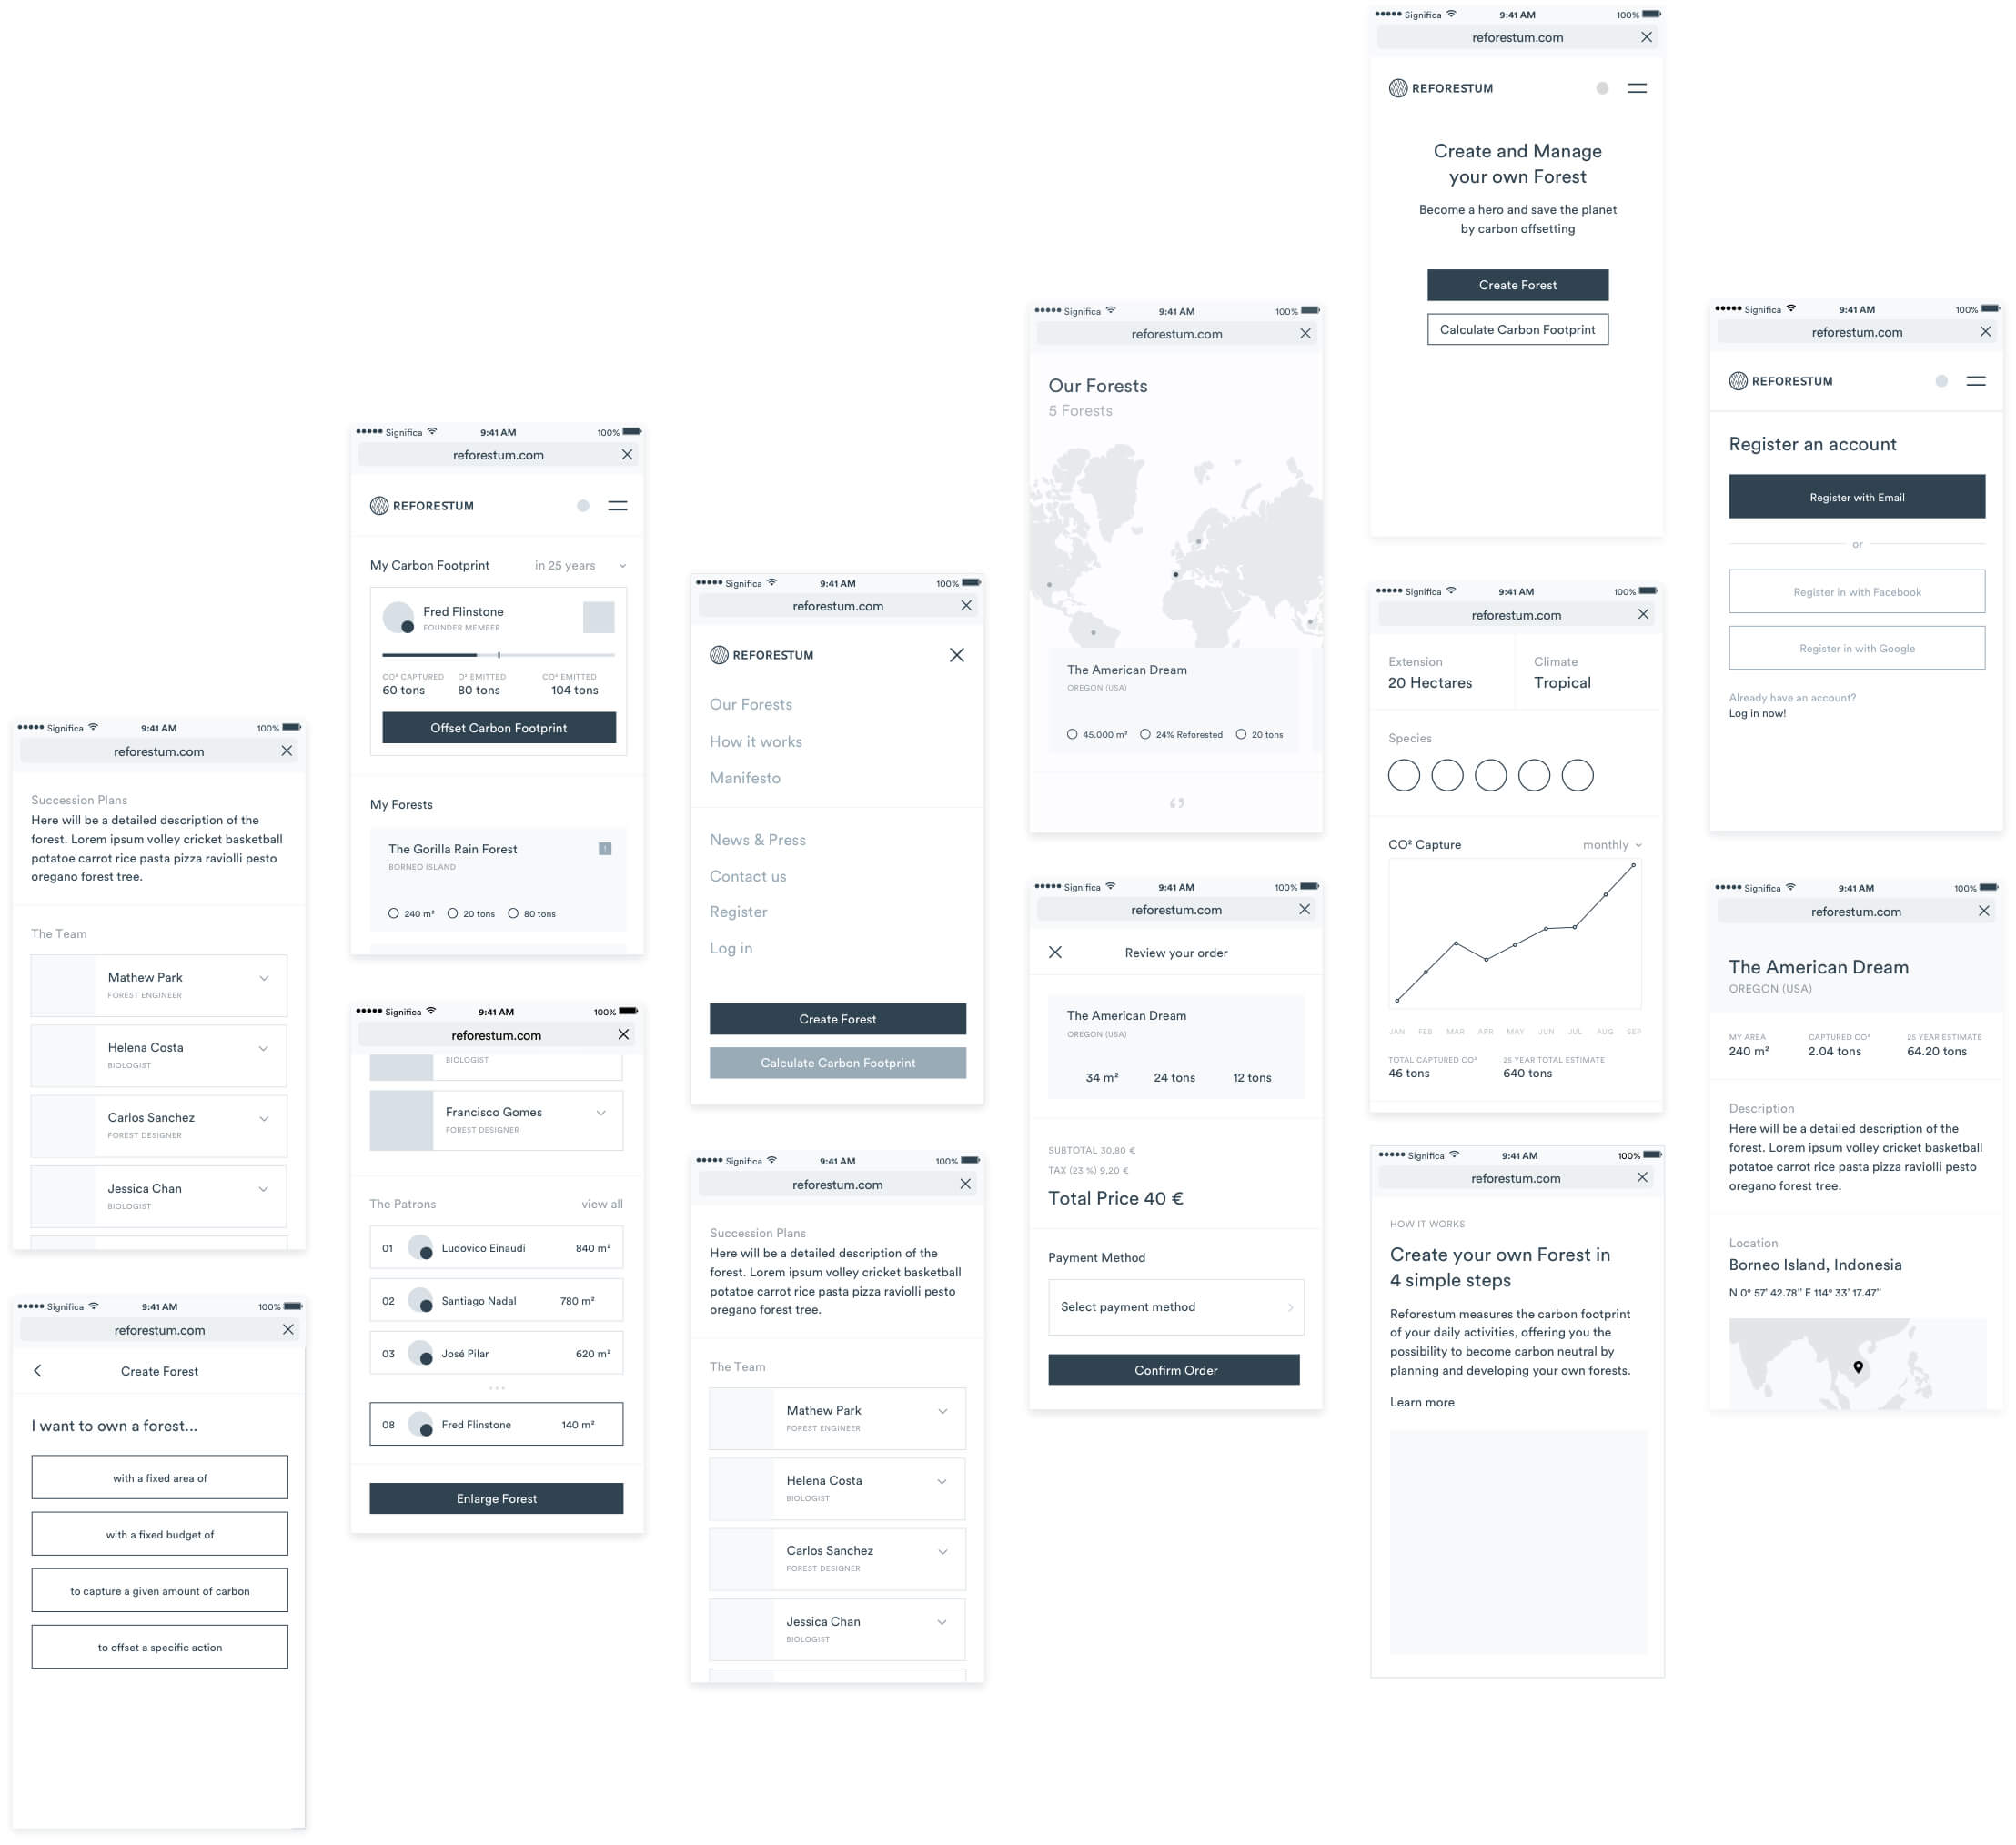 Significa 9:41 AM 100%
reforestum.com
Succession Plans
Here will be a detailed description of the
forest. Lorem ipsum volley cricket basketball
potatoe carrot rice pasta pizza raviolli pesto
oregano forest tree.
The Team
Mathew Park
FOREST ENGINEER
Helena Costa
BIOLOGIST
Carlos Sanchez
FOREST DESIGNER
Jessica Chan
BIOLOGIST
Significa 9:41 AM 100%
reforestum.com
Create Forest
I want to own a forest...
with a fixed area of
with a fixed budget of
to capture a given amount of carbon
to offset a specific action
Significa 9:41 AM 100%
reforestum.com
REFORESTUM
My Carbon Footprint in 25 years
Fred Flinstone
FOUNDER MEMBER
CO² CAPTURED O² EMITTED CO² EMITTED
60 tons 80 tons 104 tons
Offset Carbon Footprint
My Forests
The Gorilla Rain Forest
BORNEO ISLAND
240 m² 20 tons 80 tons
Significa 9:41 AM 100%
reforestum.com
BIOLOGIST
Francisco Gomes
FOREST DESIGNER
The Patrons view all
01 Ludovico Einaudi 840 m²
02 Santiago Nadal 780 m²
03 José Pilar 620 m²
08 Fred Flinstone 140 m²
Enlarge Forest
Significa 9:41 AM 100%
reforestum.com
REFORESTUM
Our Forests
How it works
Manifesto
News & Press
Contact us
Register
Log in
Create Forest
Calculate Carbon Footprint
Significa 9:41 AM 100%
reforestum.com
Succession Plans
Here will be a detailed description of the
forest. Lorem ipsum volley cricket basketball
potatoe carrot rice pasta pizza raviolli pesto
oregano forest tree.
The Team
Mathew Park
FOREST ENGINEER
Helena Costa
BIOLOGIST
Carlos Sanchez
FOREST DESIGNER
Jessica Chan
BIOLOGIST
Significa 9:41 AM 100%
reforestum.com
Our Forests
5 Forests
The American Dream
OREGON (USA)
45.000 m² 24% Reforested 20 tons
Significa 9:41 AM 100%
reforestum.com
Review your order
The American Dream
OREGON (USA)
34 m² 24 tons 12 tons
SUBTOTAL 30,80 €
TAX (23 %) 9,20 €
Total Price 40 €
Payment Method
Select payment method
Confirm Order
Significa 9:41 AM 100%
reforestum.com
REFORESTUM
Create and Manage
your own Forest
Become a hero and save the planet
by carbon offsetting
Create Forest
Calculate Carbon Footprint
Significa 9:41 AM 100%
reforestum.com
Extension Climate
20 Hectares Tropical
Species
CO² Capture monthly
JAN FEB MAR APR MAY JUN JUL AUG SEP
TOTAL CAPTURED CO² 25 YEAR TOTAL ESTIMATE
46 tons 640 tons
Significa 9:41 AM 100%
reforestum.com
HOW IT WORKS
Create your own Forest in
4 simple steps
Reforestum measures the carbon footprint
of your daily activities, offering you the
possibility to become carbon neutral by
planning and developing your own forests.
Learn more
Significa 9:41 AM 100%
reforestum.com
REFORESTUM
Register an account
Register with Email
or
Register in with Facebook
Register in with Google
Already have an account?
Log in now!
Significa 9:41 AM 100%
reforestum.com
The American Dream
OREGON (USA)
MY AREA CAPTURED CO² 25 YEAR ESTIMATE
240 m² 2.04 tons 64.20 tons
Description
Here will be a detailed description of the
forest. Lorem ipsum volley cricket basketball
potatoe carrot rice pasta pizza raviolli pesto
oregano forest tree.
Location
Borneo Island, Indonesia
N 0° 57' 42.78" E 114° 33' 17.47"